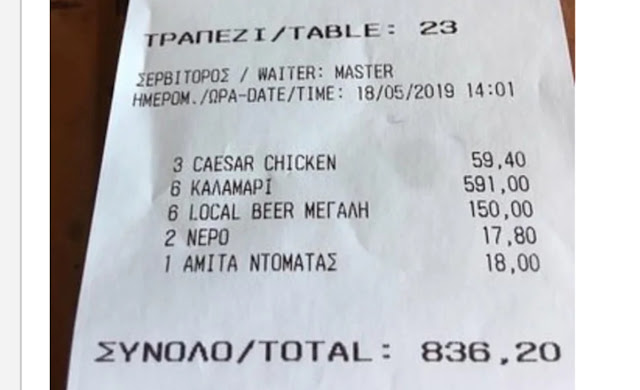 ΤΡΑΠΕΖΙ/TABLE: 23
ΣΕΡΒΙΤΟΡΟΣ / WAITER: MASTER
ΗΜΕΡΟΜ./ΩΡΑ-DATE/TIME: 18/05/2019 14:01
3 CAESAR CHICKEN 59,40
6 ΚΑΛΑΜΑΡΙ 591,00
6 LOCAL BEER ΜΕΓΑΛΗ 150,00
2 ΝΕΡΟ 17,80
1 ΑΜΙΤΑ ΝΤΟΜΑΤΑΣ 18,00
ΣΥΝΟΛΟ/TOTAL: 836,20